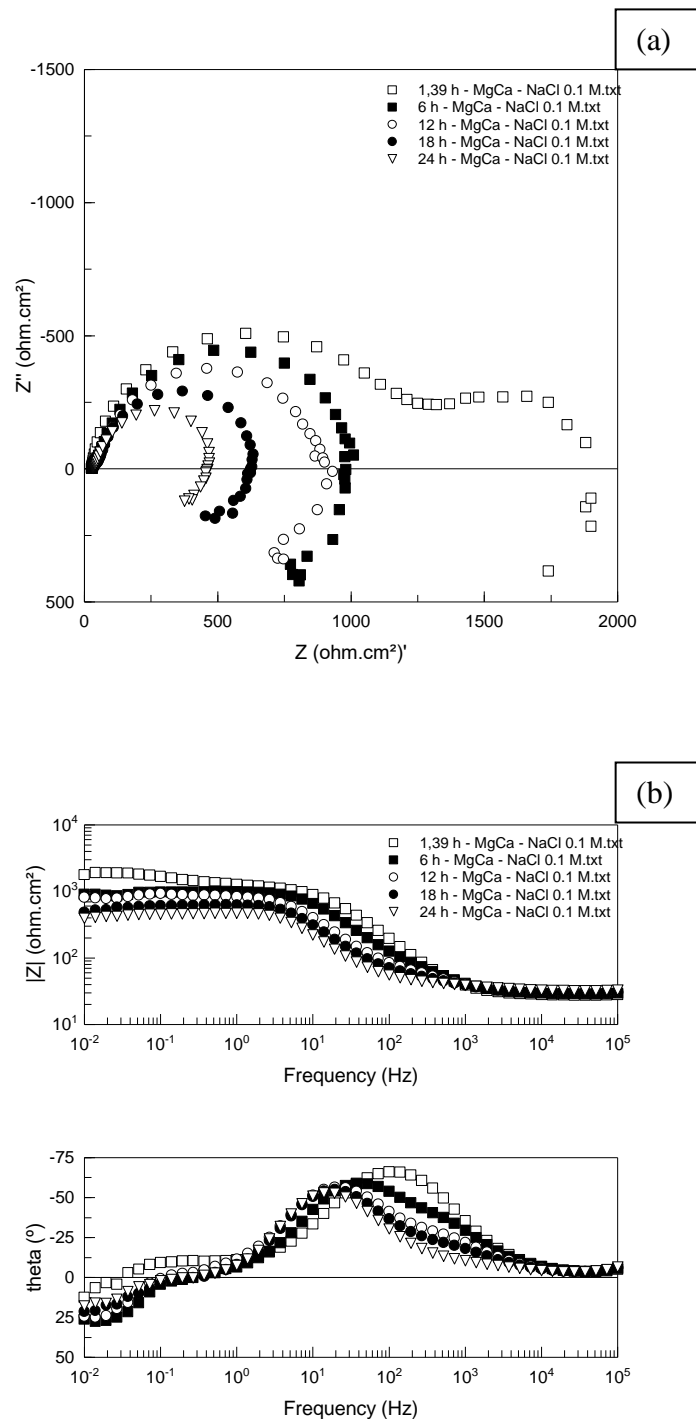 (a)
-1500
1,39 h - MgCa - NaCl 0.1 M.txt
6 h - MgCa - NaCl 0.1 M.txt
12 h - MgCa - NaCl 0.1 M.txt
18 h - MgCa - NaCl 0.1 M.txt
24 h - MgCa - NaCl 0.1 M.txt
-1000
Z'' (ohm.cm²)
-500
0
500
0 500 1000 1500 2000
Z (ohm.cm²)'
(b)
10⁴
1,39 h - MgCa - NaCl 0.1 M.txt
6 h - MgCa - NaCl 0.1 M.txt
12 h - MgCa - NaCl 0.1 M.txt
18 h - MgCa - NaCl 0.1 M.txt
24 h - MgCa - NaCl 0.1 M.txt
10³
|Z| (ohm.cm²)
10²
10¹
10⁻² 10⁻¹ 10⁰ 10¹ 10² 10³ 10⁴ 10⁵
Frequency (Hz)
-75
-50
-25
theta (º)
0
25
50
10⁻² 10⁻¹ 10⁰ 10¹ 10² 10³ 10⁴ 10⁵
Frequency (Hz)